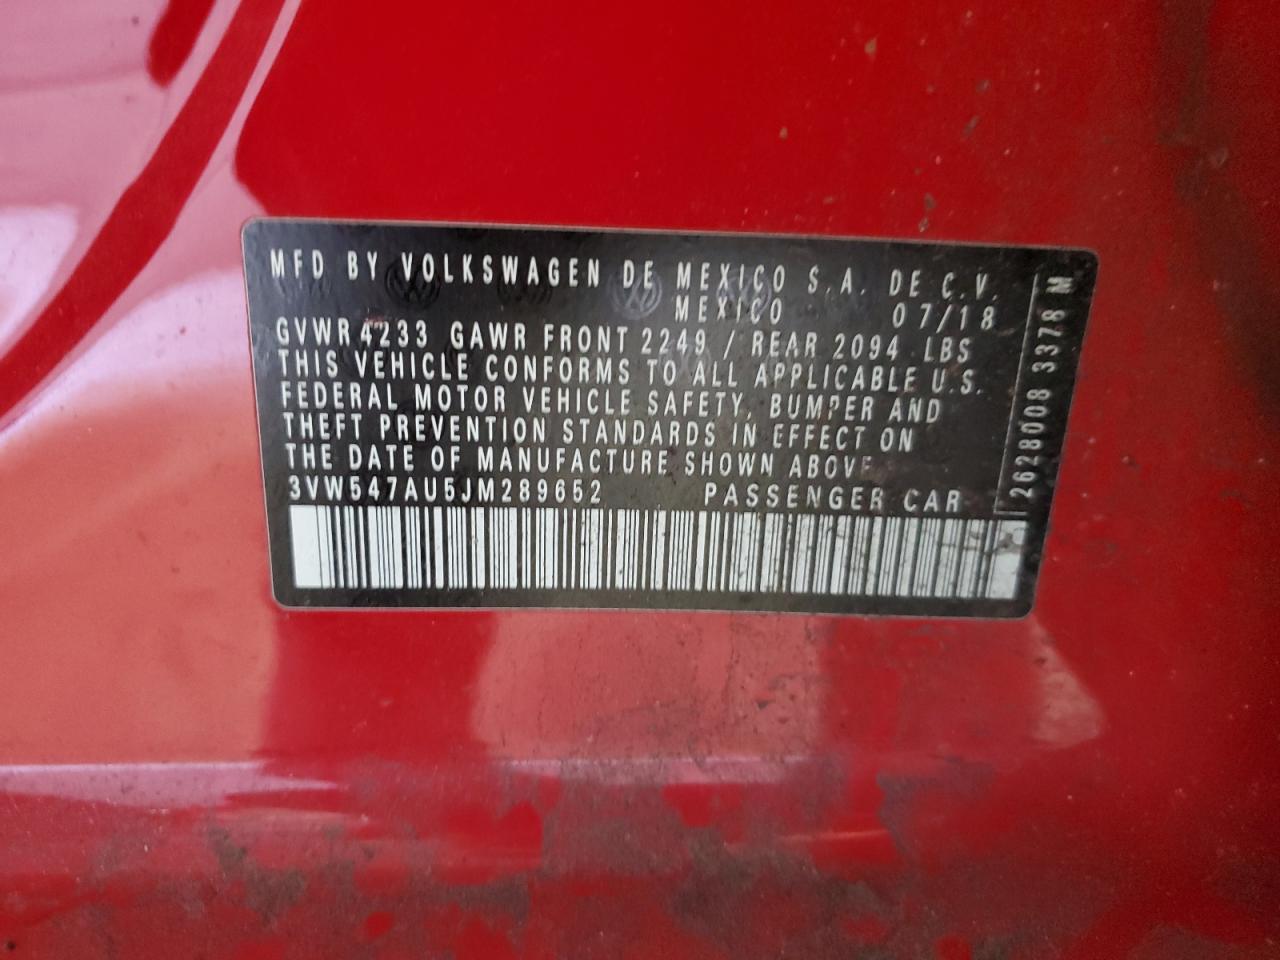 MFD BY VOLKSWAGEN DE MEXICO S.A. DE C.V.
MEXICO 07/18
GVWR 4233 GAWR FRONT 2249 / REAR 2094 LBS
THIS VEHICLE CONFORMS TO ALL APPLICABLE U.S.
FEDERAL MOTOR VEHICLE SAFETY, BUMPER AND
THEFT PREVENTION STANDARDS IN EFFECT ON
THE DATE OF MANUFACTURE SHOWN ABOVE
3VW547AU5JM289652 PASSENGER CAR
2628008 3378 M